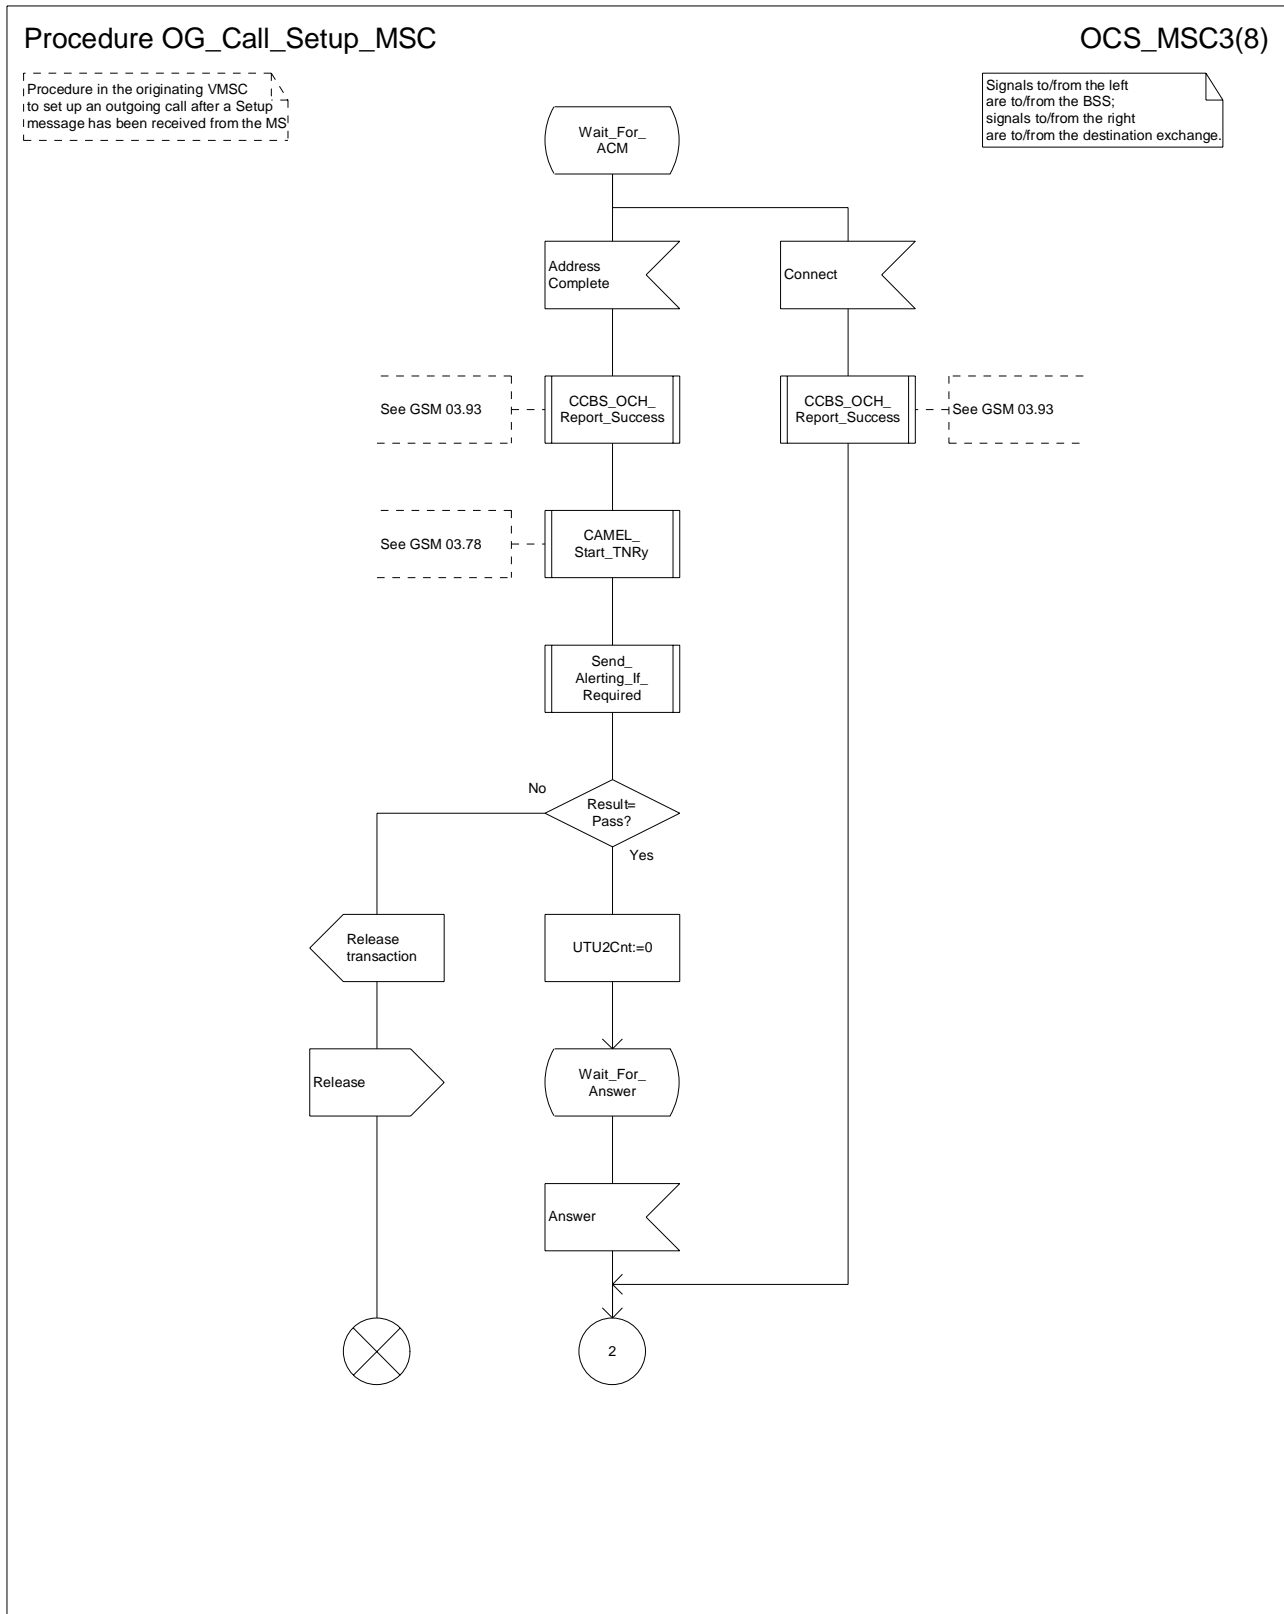 Procedure OG_Call_Setup_MSC
OCS_MSC3(8)
Procedure in the originating VMSC
to set up an outgoing call after a Setup
message has been received from the MS
Signals to/from the left
are to/from the BSS;
signals to/from the right
are to/from the destination exchange.
Wait_For_
ACM
Address
Complete
Connect
See GSM 03.93
CCBS_OCH_
Report_Success
CCBS_OCH_
Report_Success
See GSM 03.93
See GSM 03.78
CAMEL_
Start_TNRy
Send_
Alerting_If_
Required
No
Result=
Pass?
Yes
Release
transaction
UTU2Cnt:=0
Release
Wait_For_
Answer
Answer
2